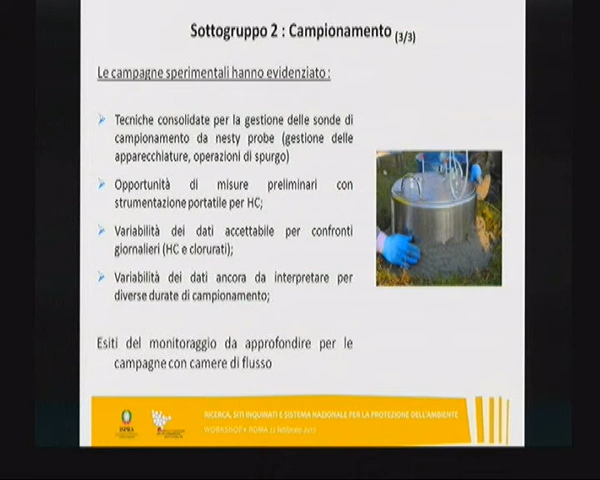 Sottogruppo 2 : Campionamento (3/3)
Le campagne sperimentali hanno evidenziato :
Tecniche consolidate per la gestione delle sonde di
campionamento da nesty probe (gestione delle
apparecchiature, operazioni di spurgo)
Opportunità di misure preliminari con
strumentazione portatile per HC;
Variabilità dei dati accettabile per confronti
giornalieri (HC e clorurati);
Variabilità dei dati ancora da interpretare per
diverse durate di campionamento;
Esiti del monitoraggio da approfondire per le
campagne con camere di flusso
RICERCA, SITI INQUINATI E SISTEMA NAZIONALE PER LA PROTEZIONE DELL'AMBIENTE
WORKSHOP • ROMA febbraio
ISPRA